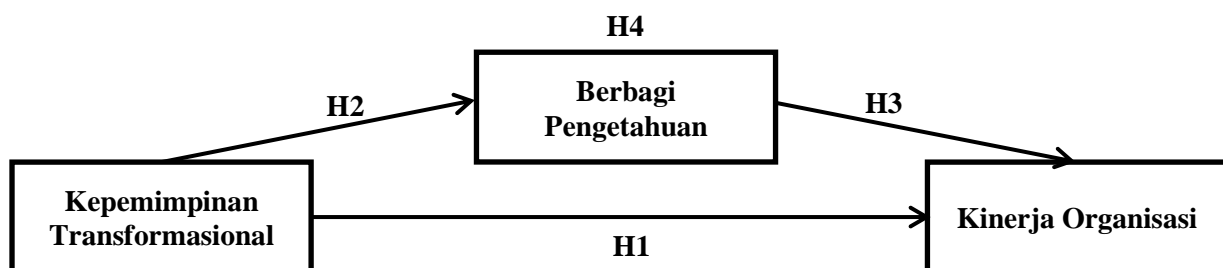 H4
Berbagi
Pengetahuan
H2
H3
Kepemimpinan
Transformasional
Kinerja Organisasi
H1